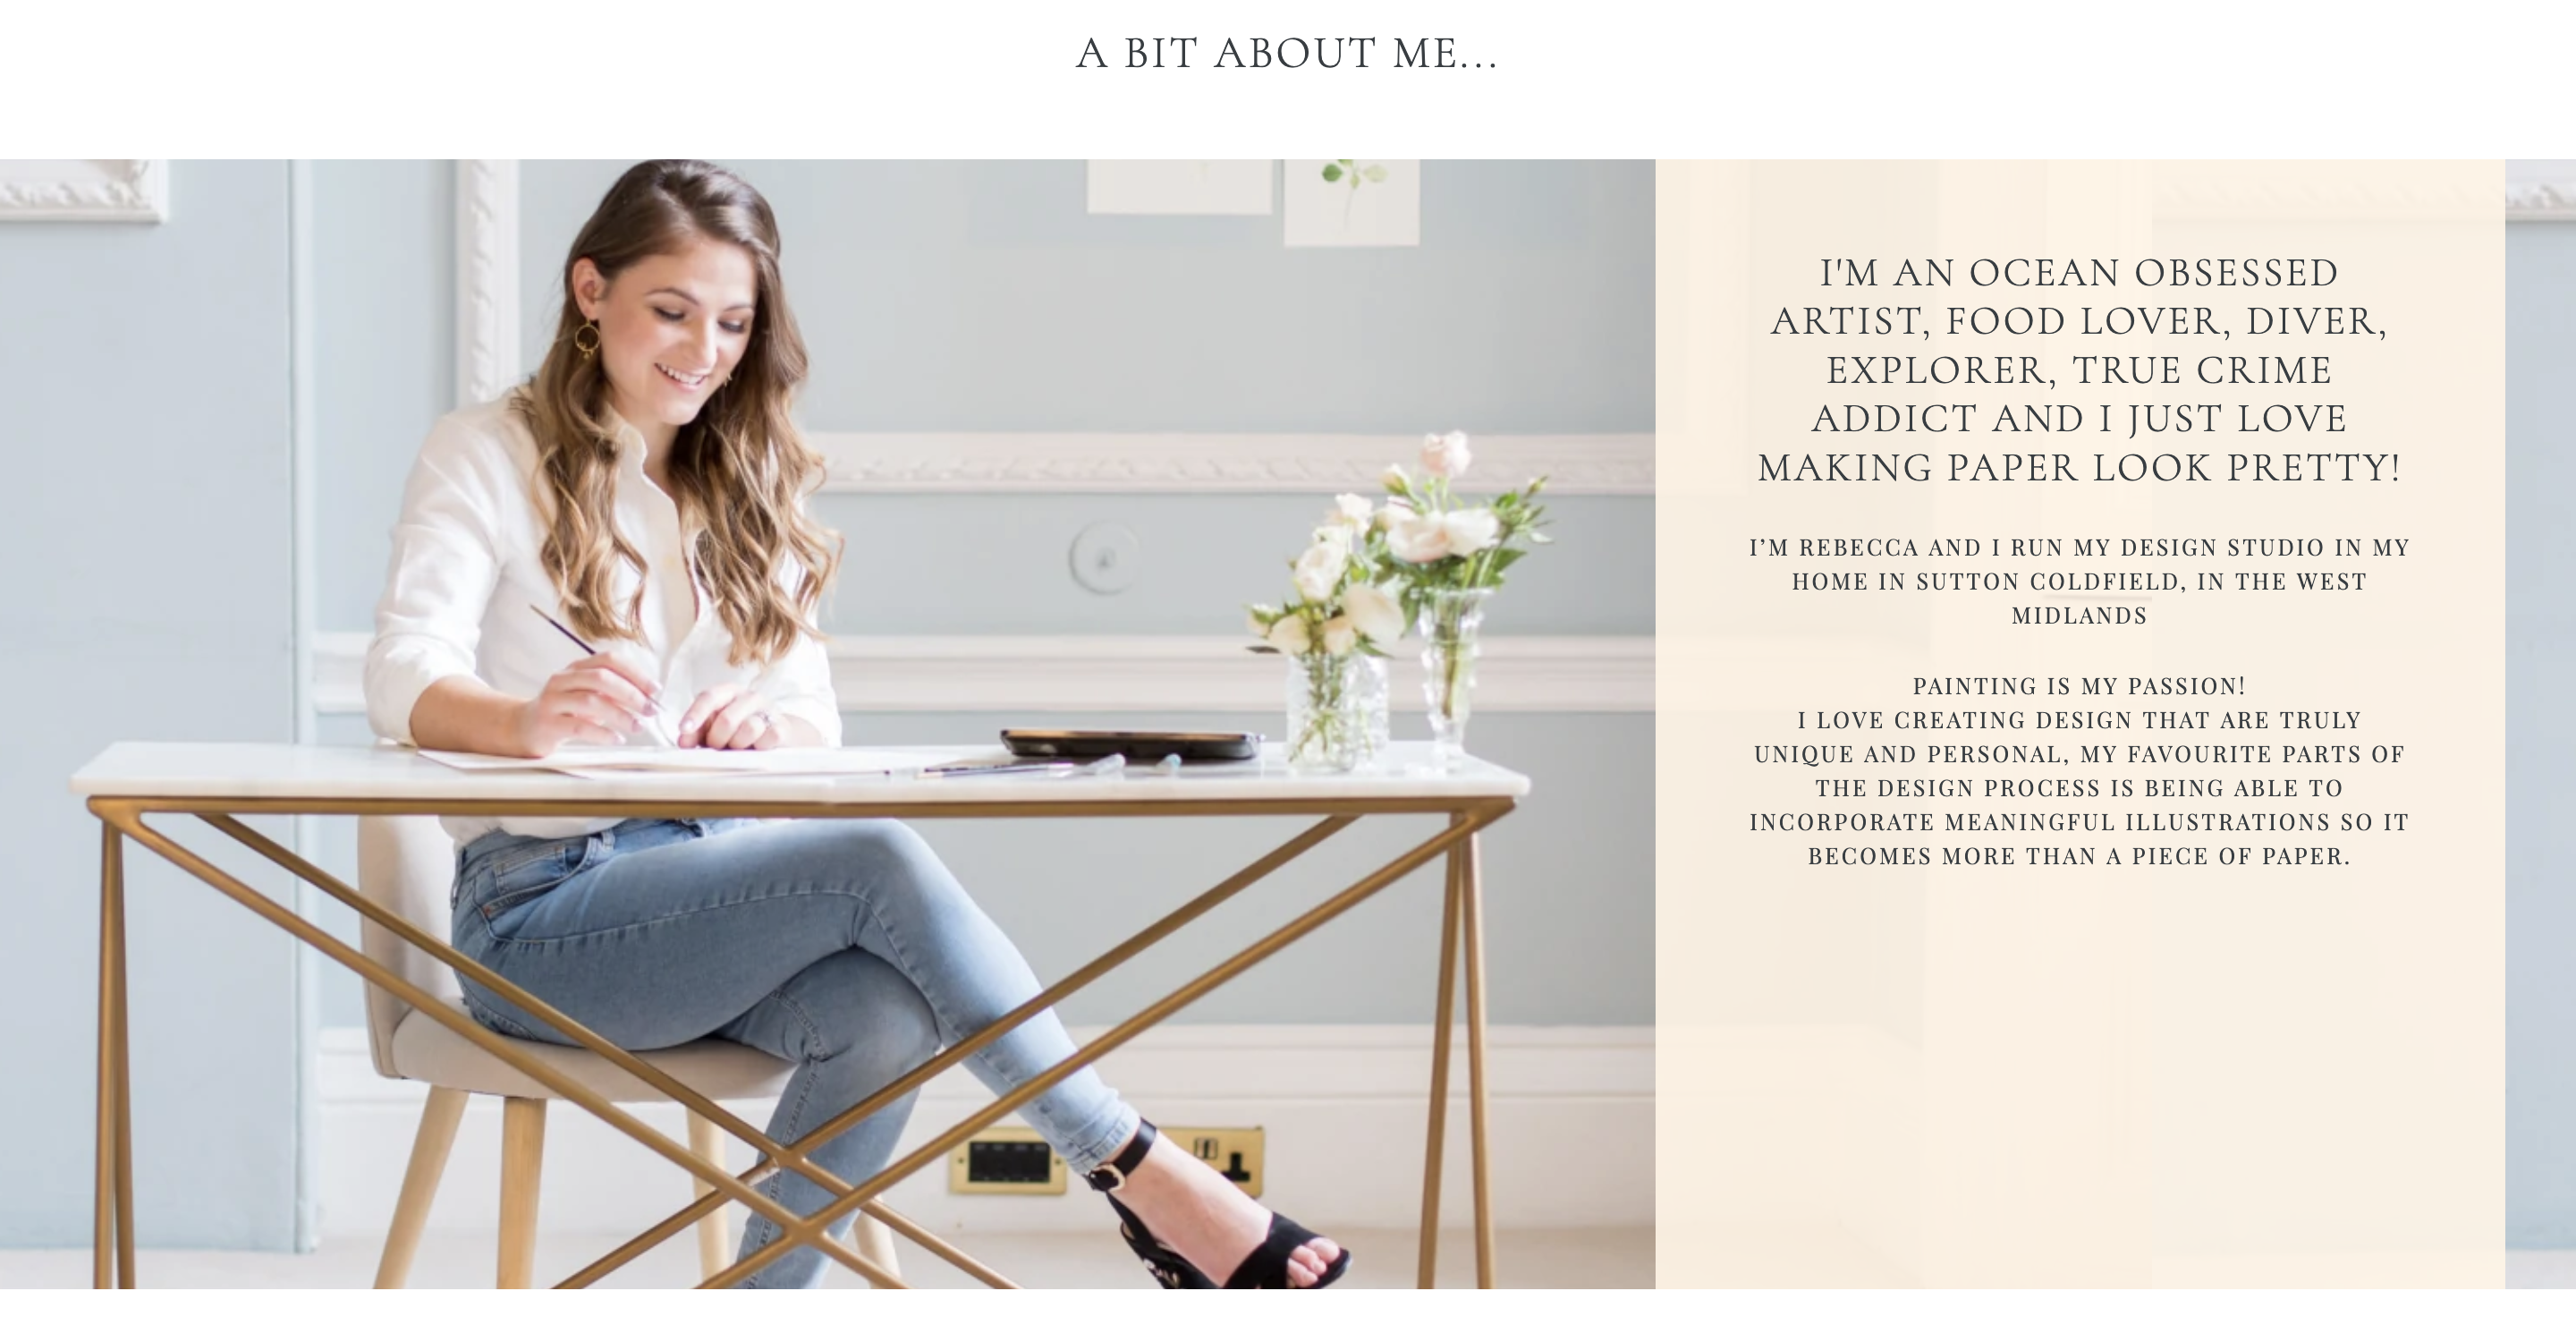 A BIT ABOUT ME...
I'M AN OCEAN OBSESSED
ARTIST, FOOD LOVER, DIVER,
EXPLORER, TRUE CRIME
ADDICT AND I JUST LOVE
MAKING PAPER LOOK PRETTY!
I’M REBECCA AND I RUN MY DESIGN STUDIO IN MY
HOME IN SUTTON COLDFIELD, IN THE WEST
MIDLANDS
PAINTING IS MY PASSION!
I LOVE CREATING DESIGN THAT ARE TRULY
UNIQUE AND PERSONAL, MY FAVOURITE PARTS OF
THE DESIGN PROCESS IS BEING ABLE TO
INCORPORATE MEANINGFUL ILLUSTRATIONS SO IT
BECOMES MORE THAN A PIECE OF PAPER.